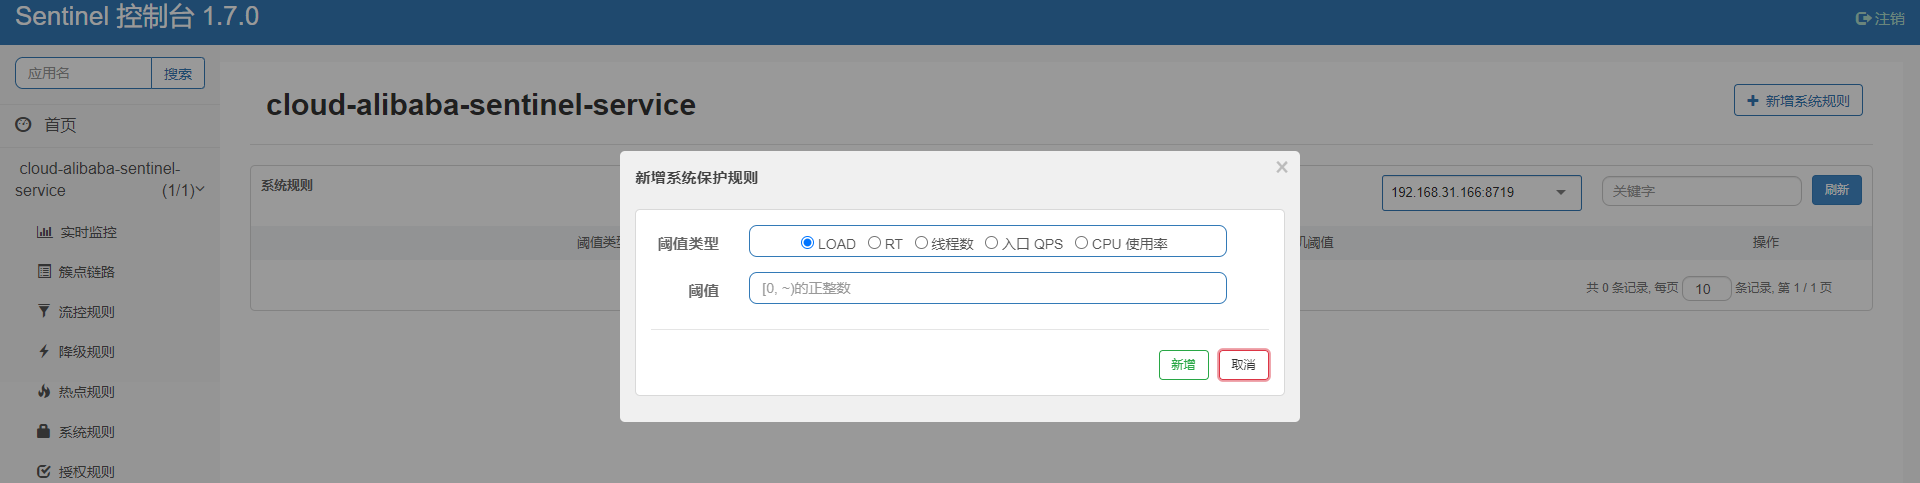 Sentinel 控制台 1.7.0
注销
应用名
搜索
cloud-alibaba-sentinel-service
新增系统规则
首页
cloud-alibaba-sentinel-
service (1/1)
实时监控
簇点链路
流控规则
降级规则
热点规则
系统规则
授权规则
系统规则
192.168.31.166:8719
关键字
刷新
阈值类型
机阈值
操作
共 0 条记录, 每页 10 条记录, 第 1 / 1 页
新增系统保护规则
×
阈值类型
LOAD RT 线程数 入口 QPS CPU 使用率
阈值
[0, ~)的正整数
新增
取消